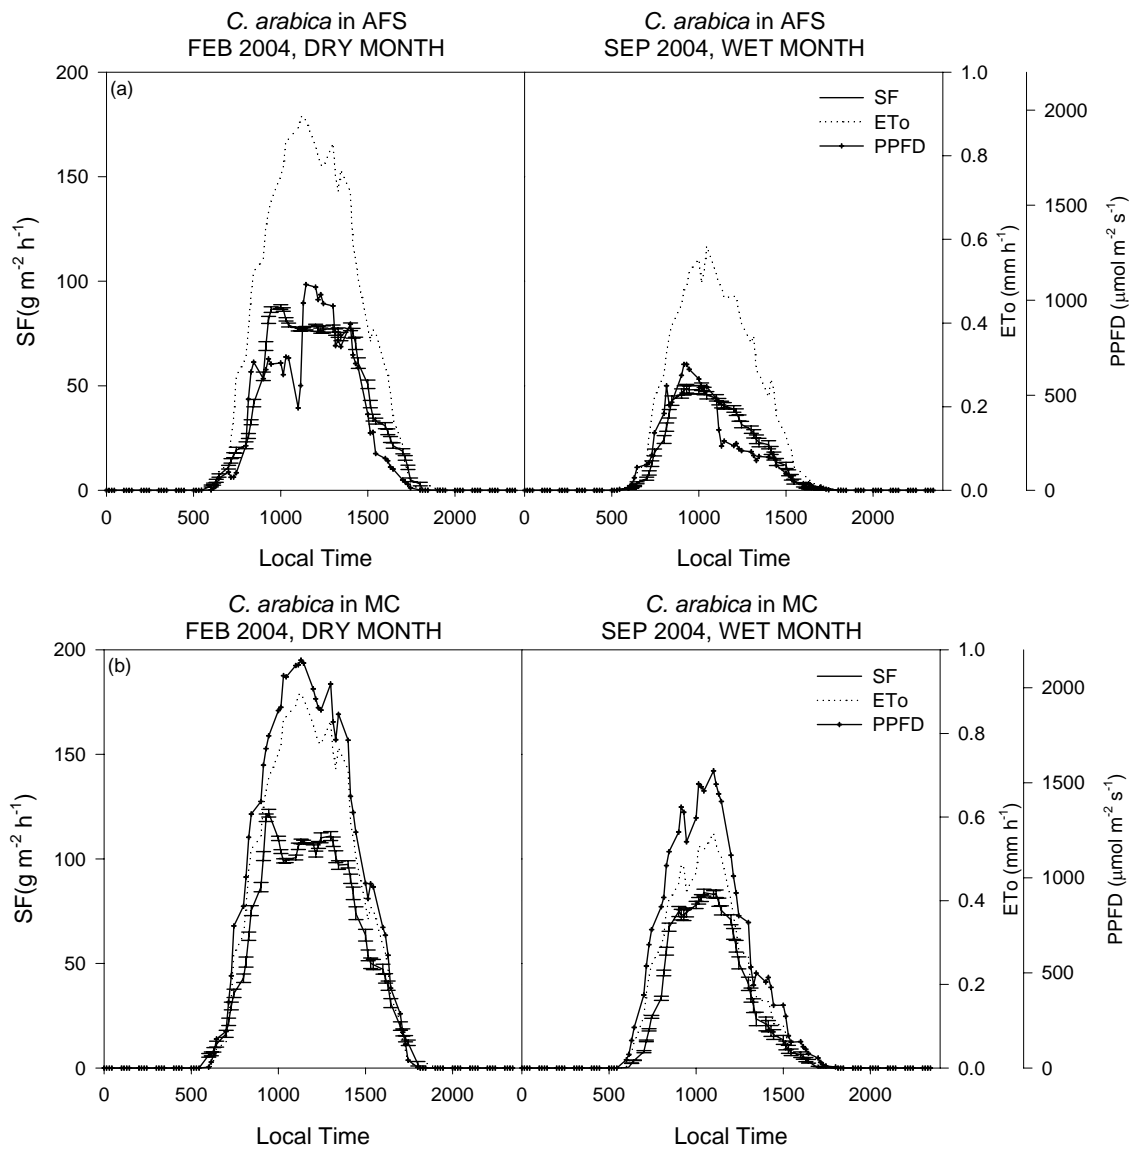 C. arabica in AFS
FEB 2004, DRY MONTH
C. arabica in AFS
SEP 2004, WET MONTH
(a)
SF
ETo
PPFD
200
150
100
50
0
SF(g m⁻² h⁻¹)
1.0
0.8
0.6
0.4
0.2
0.0
ETo (mm h⁻¹)
2000
1500
1000
500
0
PPFD (μmol m⁻² s⁻¹)
0 500 1000 1500 2000
0 500 1000 1500 2000
Local Time
Local Time
C. arabica in MC
FEB 2004, DRY MONTH
C. arabica in MC
SEP 2004, WET MONTH
(b)
SF
ETo
PPFD
200
150
100
50
0
SF(g m⁻² h⁻¹)
1.0
0.8
0.6
0.4
0.2
0.0
ETo (mm h⁻¹)
2000
1500
1000
500
0
PPFD (μmol m⁻² s⁻¹)
0 500 1000 1500 2000
0 500 1000 1500 2000
Local Time
Local Time